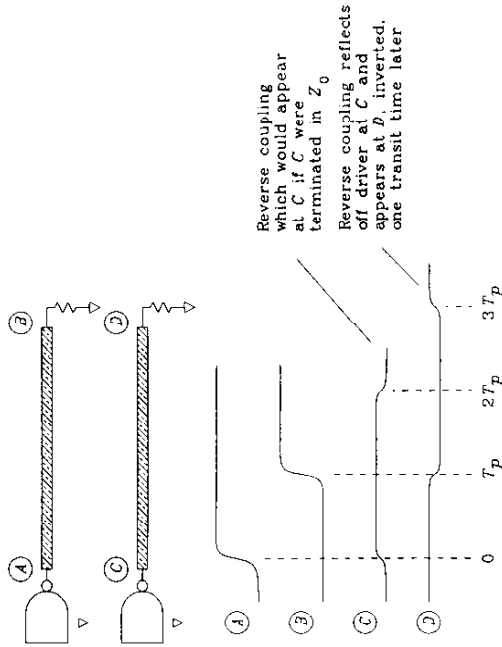 A
B
C
D
A
B
C
D
Reverse coupling
which would appear
at C if C were
terminated in Z0
Reverse coupling reflects
off driver at C and
appears at D, inverted,
one transit time later
0
Tp
2Tp
3Tp